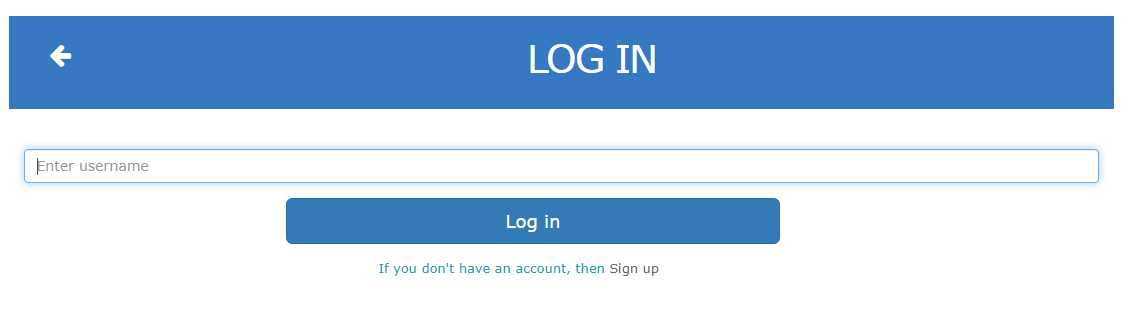 LOG IN
Enter username
Log in
If you don't have an account, then Sign up